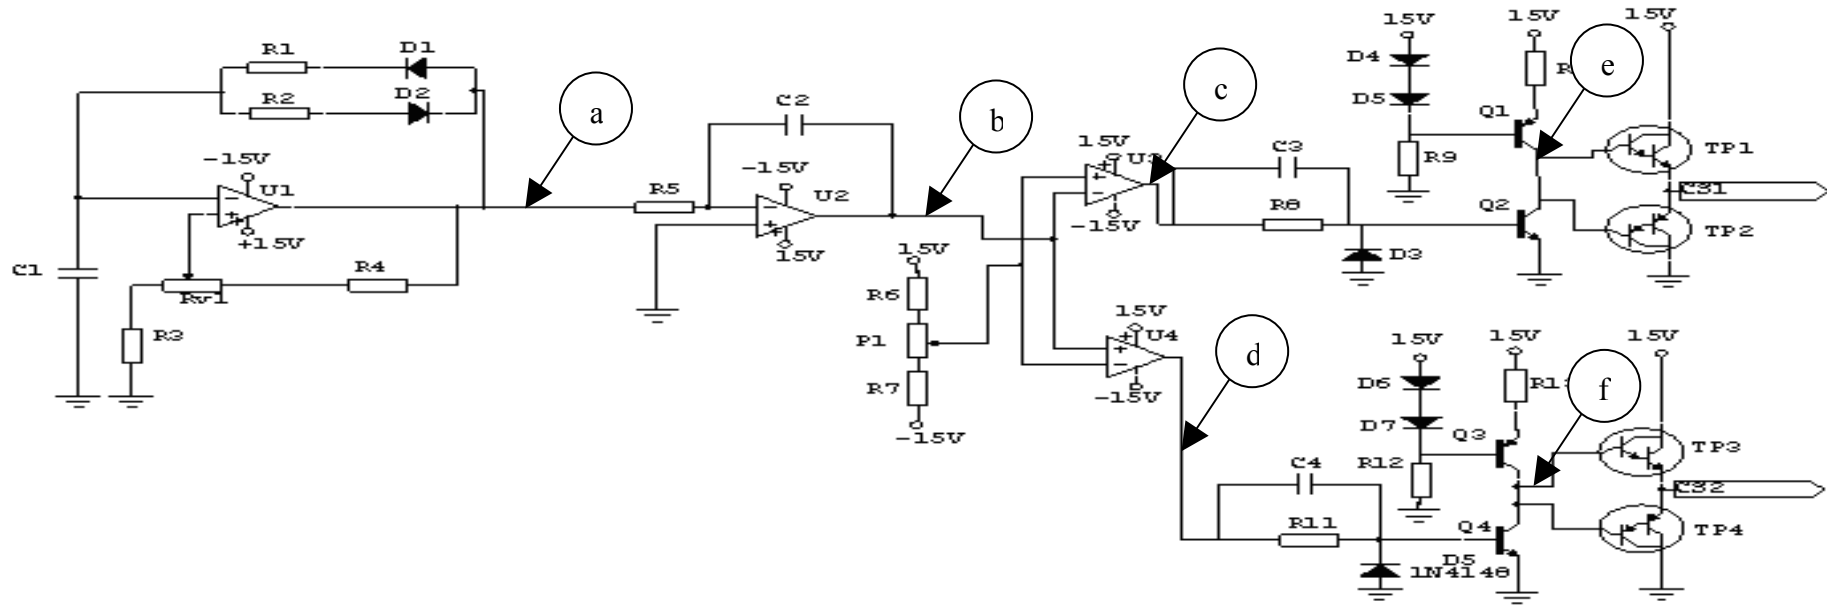 15V
15V
15V
R1
D1
D4
e
R2
D2
D5
a
C2
b
c
Q1
-15V
15V
U3
C3
R9
TP1
U1
-15V
R5
U2
CS1
R8
Q2
+15V
-15V
TP2
15V
15V
D3
C1
R4
Rv1
R6
15V
U4
15V
15V
15V
R3
P1
d
R7
D6
f
-15V
-15V
D7
Q3
TP3
C4
R12
CS2
R11
Q4
TP4
D5
1N4148